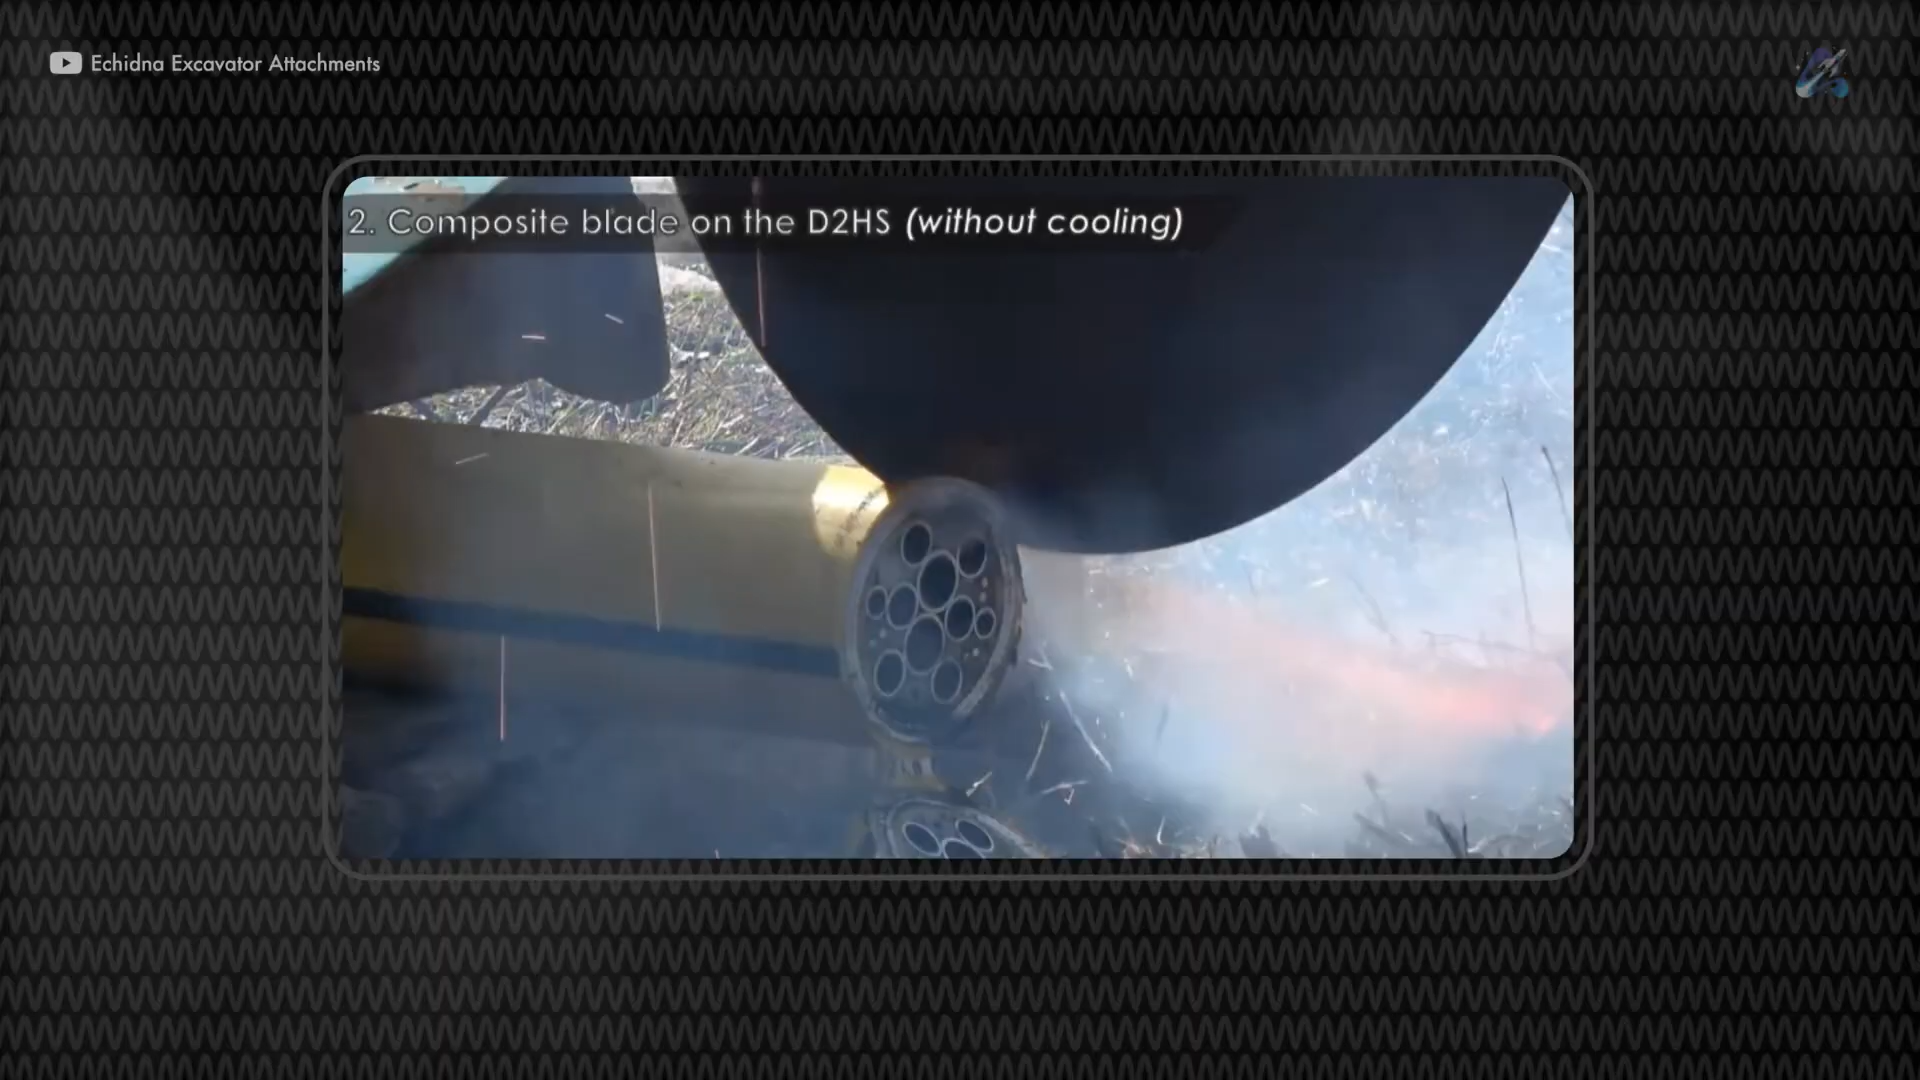 Echidna Excavator Attachments
2. Composite blade on the D2HS (without cooling)